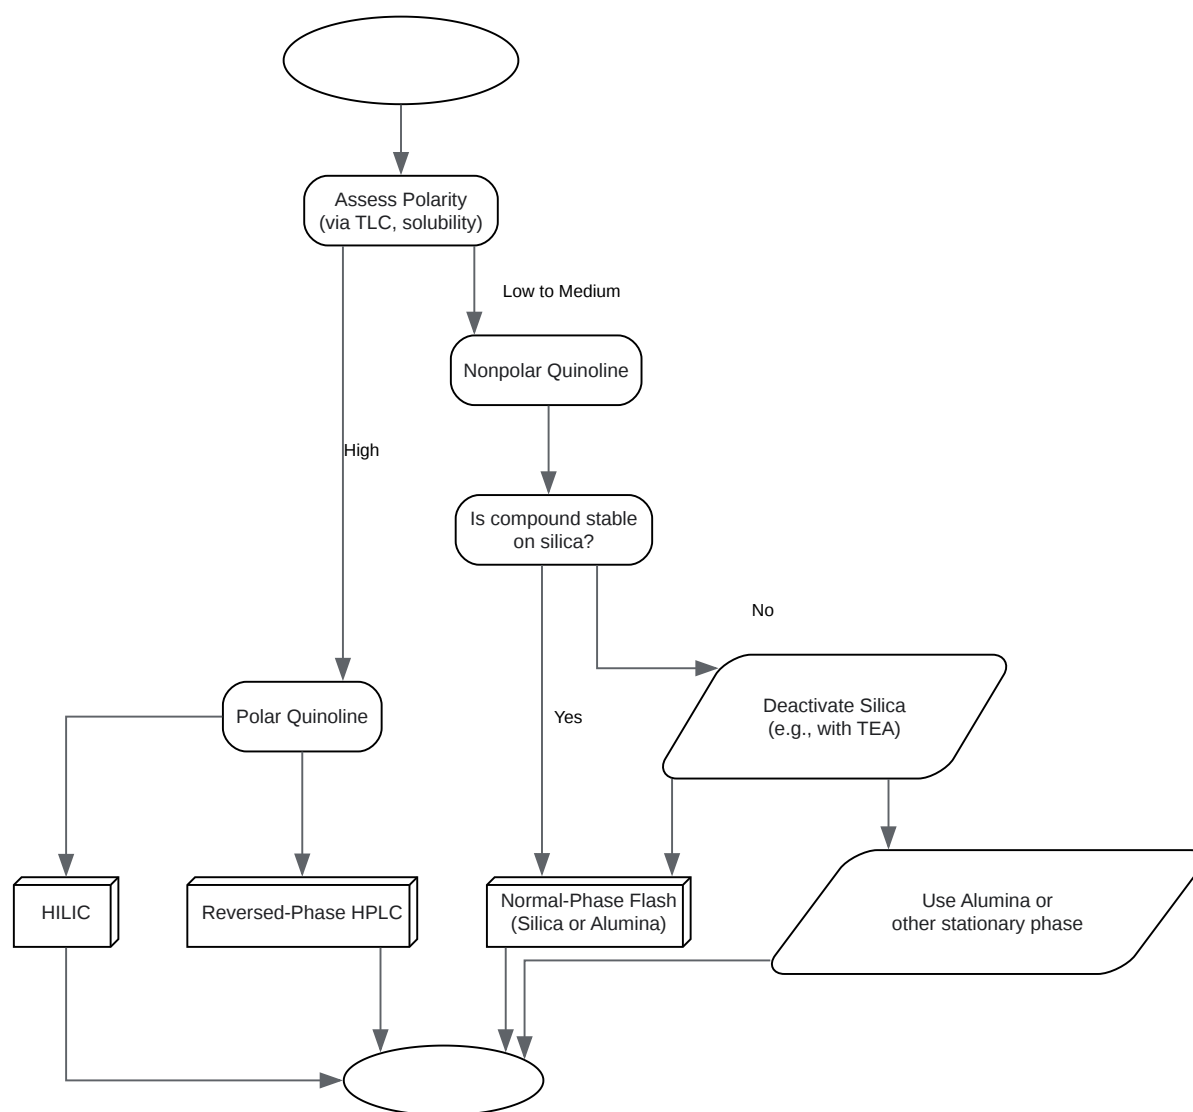 Assess Polarity
(via TLC, solubility)
Low to Medium
Nonpolar Quinoline
High
Is compound stable
on silica?
No
Polar Quinoline
Yes
Deactivate Silica
(e.g., with TEA)
HILIC
Reversed-Phase HPLC
Normal-Phase Flash
(Silica or Alumina)
Use Alumina or
other stationary phase